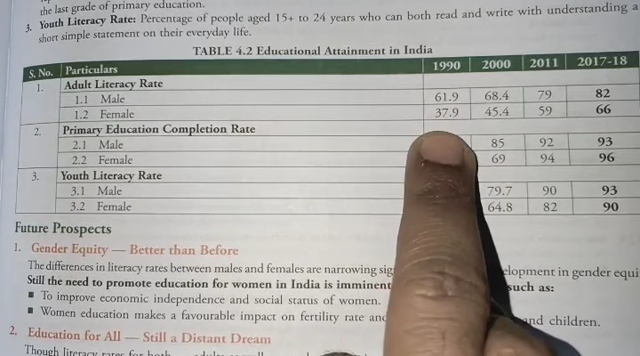 the last grade of primary education.
3. Youth Literacy Rate: Percentage of people aged 15+ to 24 years who can both read and write with understanding a
short simple statement on their everyday life.
TABLE 4.2 Educational Attainment in India
S. No. Particulars 1990 2000 2011 2017-18
1. Adult Literacy Rate
1.1 Male 61.9 68.4 79 82
1.2 Female 37.9 45.4 59 66
2. Primary Education Completion Rate
2.1 Male 85 92 93
2.2 Female 69 94 96
3. Youth Literacy Rate
3.1 Male 79.7 90 93
3.2 Female 64.8 82 90
Future Prospects
1. Gender Equity — Better than Before
The differences in literacy rates between males and females are narrowing in gender
Still the need to promote education for women in India is imminent such as:
■ To improve economic independence and social status of women.
■ Women education makes a favourable impact on fertility rate and children.
2. Education for All — Still a Distant Dream
Though literacy rates for both